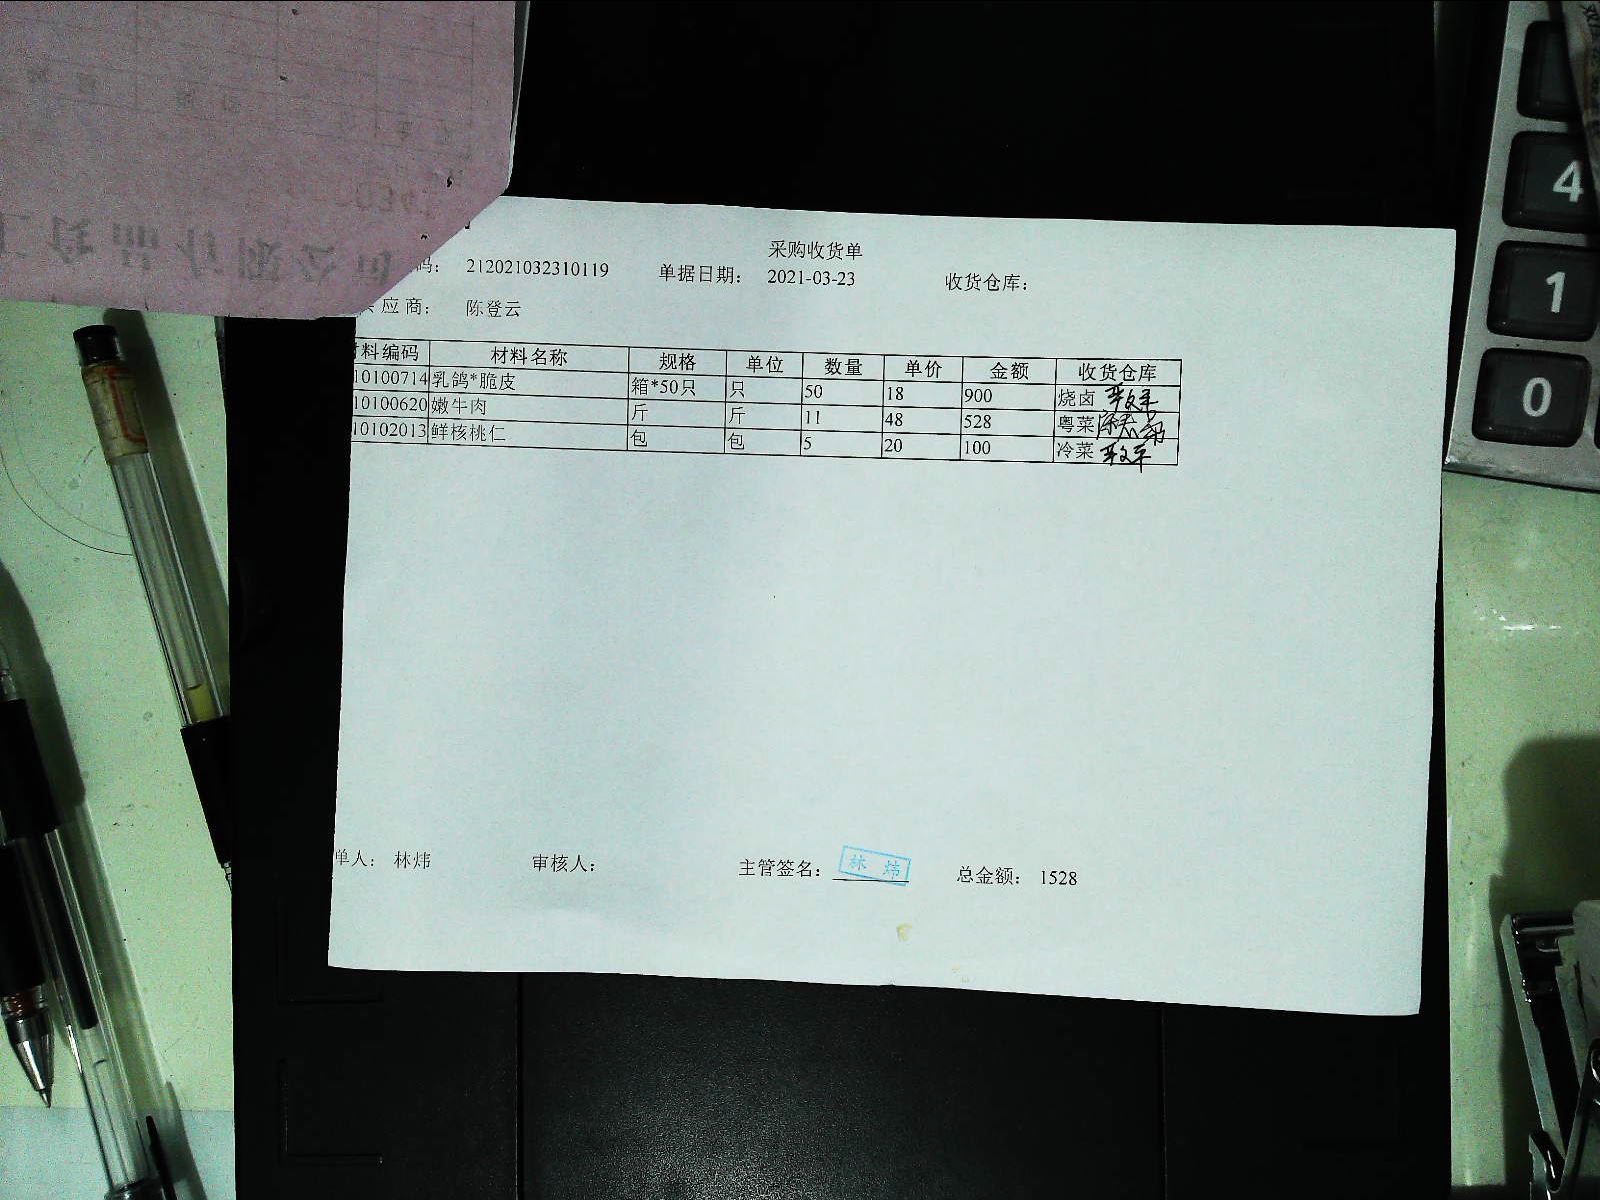 采购收货单
码： 212021032310119 单据日期： 2021-03-23 收货仓库：
应商： 陈登云
料编码 材料名称 规格 单位 数量 单价 金额 收货仓库
10100714 乳鸽*脆皮 箱*50只 只 50 18 900 烧卤
10100620 嫩牛肉 斤 斤 11 48 528 粤菜
10102013 鲜核桃仁 包 包 5 20 100 冷菜
单人： 林炜 审核人： 主管签名： 林炜 总金额： 1528
4
1
0